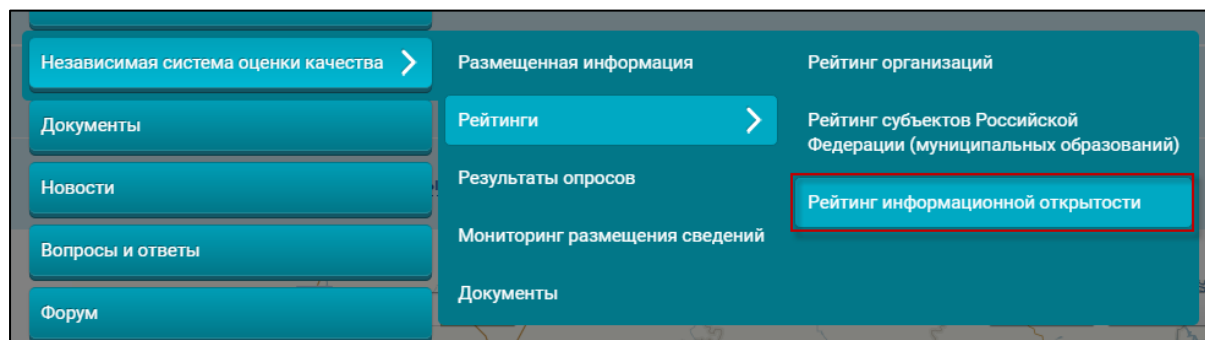 Независимая система оценки качества
Документы
Новости
Вопросы и ответы
Форум
Размещенная информация
Рейтинги
Результаты опросов
Мониторинг размещения сведений
Документы
Рейтинг организаций
Рейтинг субъектов Российской
Федерации (муниципальных образований)
Рейтинг информационной открытости